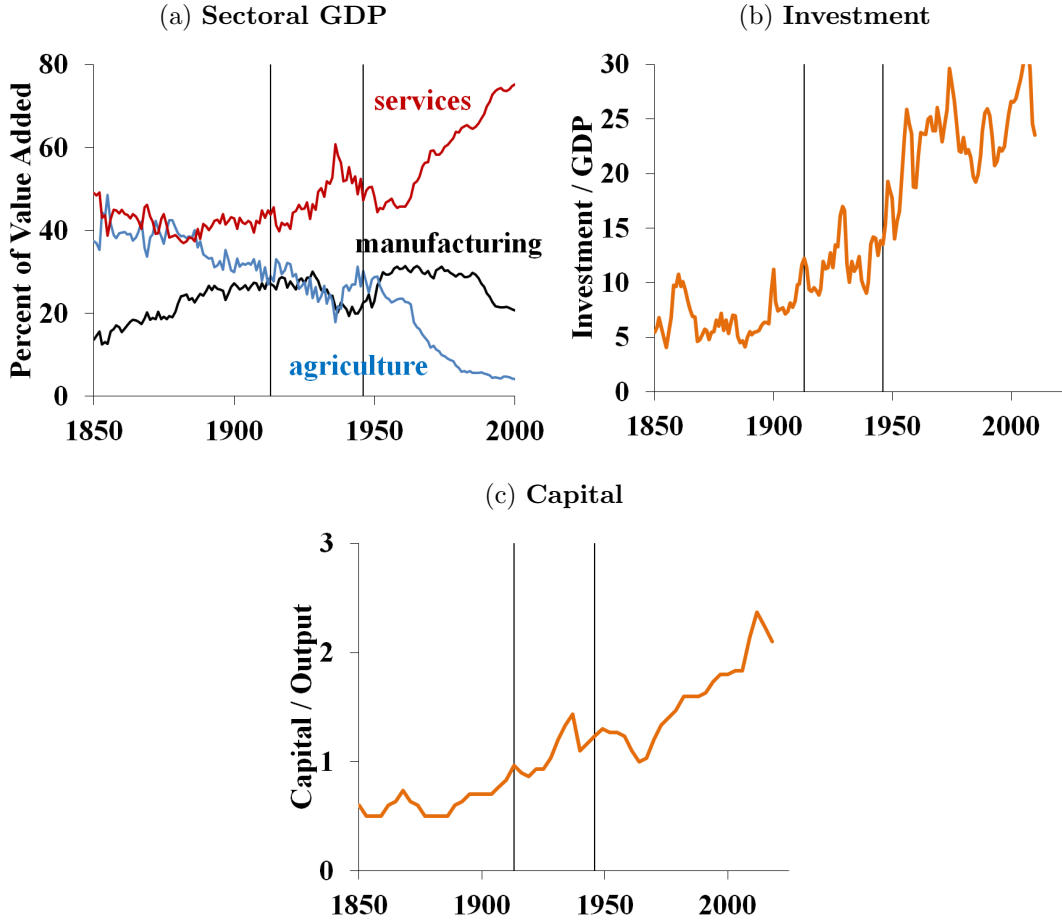 (a) Sectoral GDP
Percent of Value Added
80
60
40
20
0
services
manufacturing
agriculture
1850 1900 1950 2000
(b) Investment
Investment / GDP
30
25
20
15
10
5
0
1850 1900 1950 2000
(c) Capital
Capital / Output
3
2
1
0
1850 1900 1950 2000